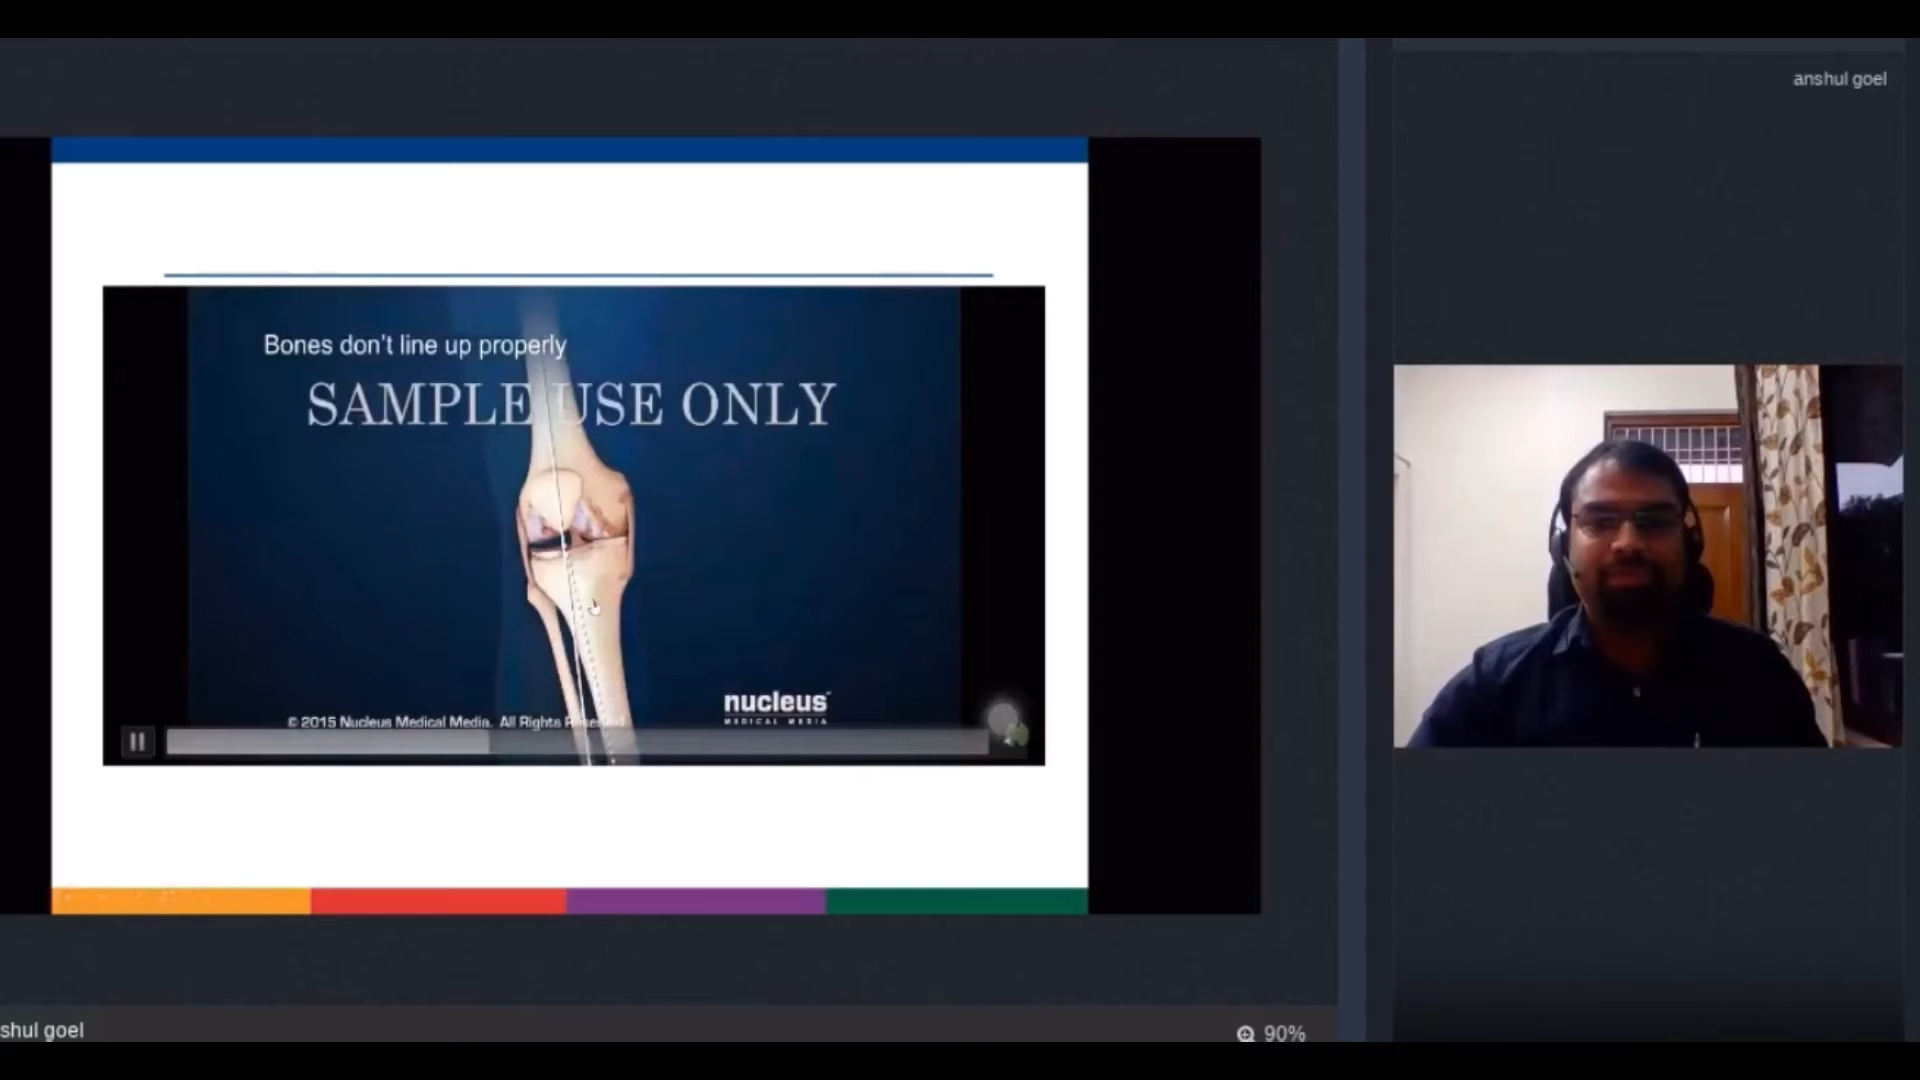 anshul goel
Bones don't line up properly
SAMPLE USE ONLY
nucleus
MEDICAL MEDIA
© 2015 Nucleus Medical Media. All Rights Reserved
shul goel
90%